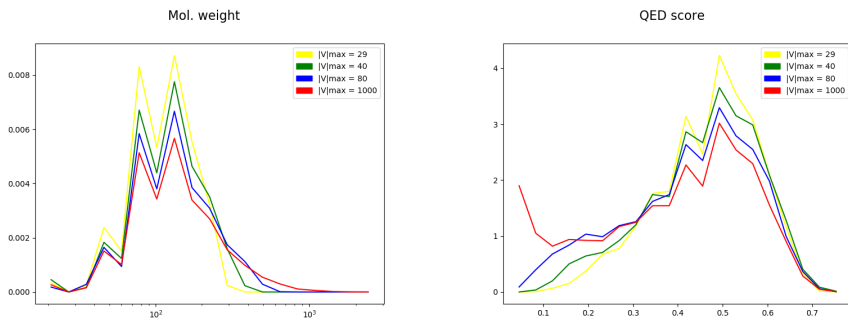 Mol. weight
|V|max = 29
|V|max = 40
|V|max = 80
|V|max = 1000
0.008
0.006
0.004
0.002
0.000
10²
10³
QED score
|V|max = 29
|V|max = 40
|V|max = 80
|V|max = 1000
4
3
2
1
0
0.1
0.2
0.3
0.4
0.5
0.6
0.7